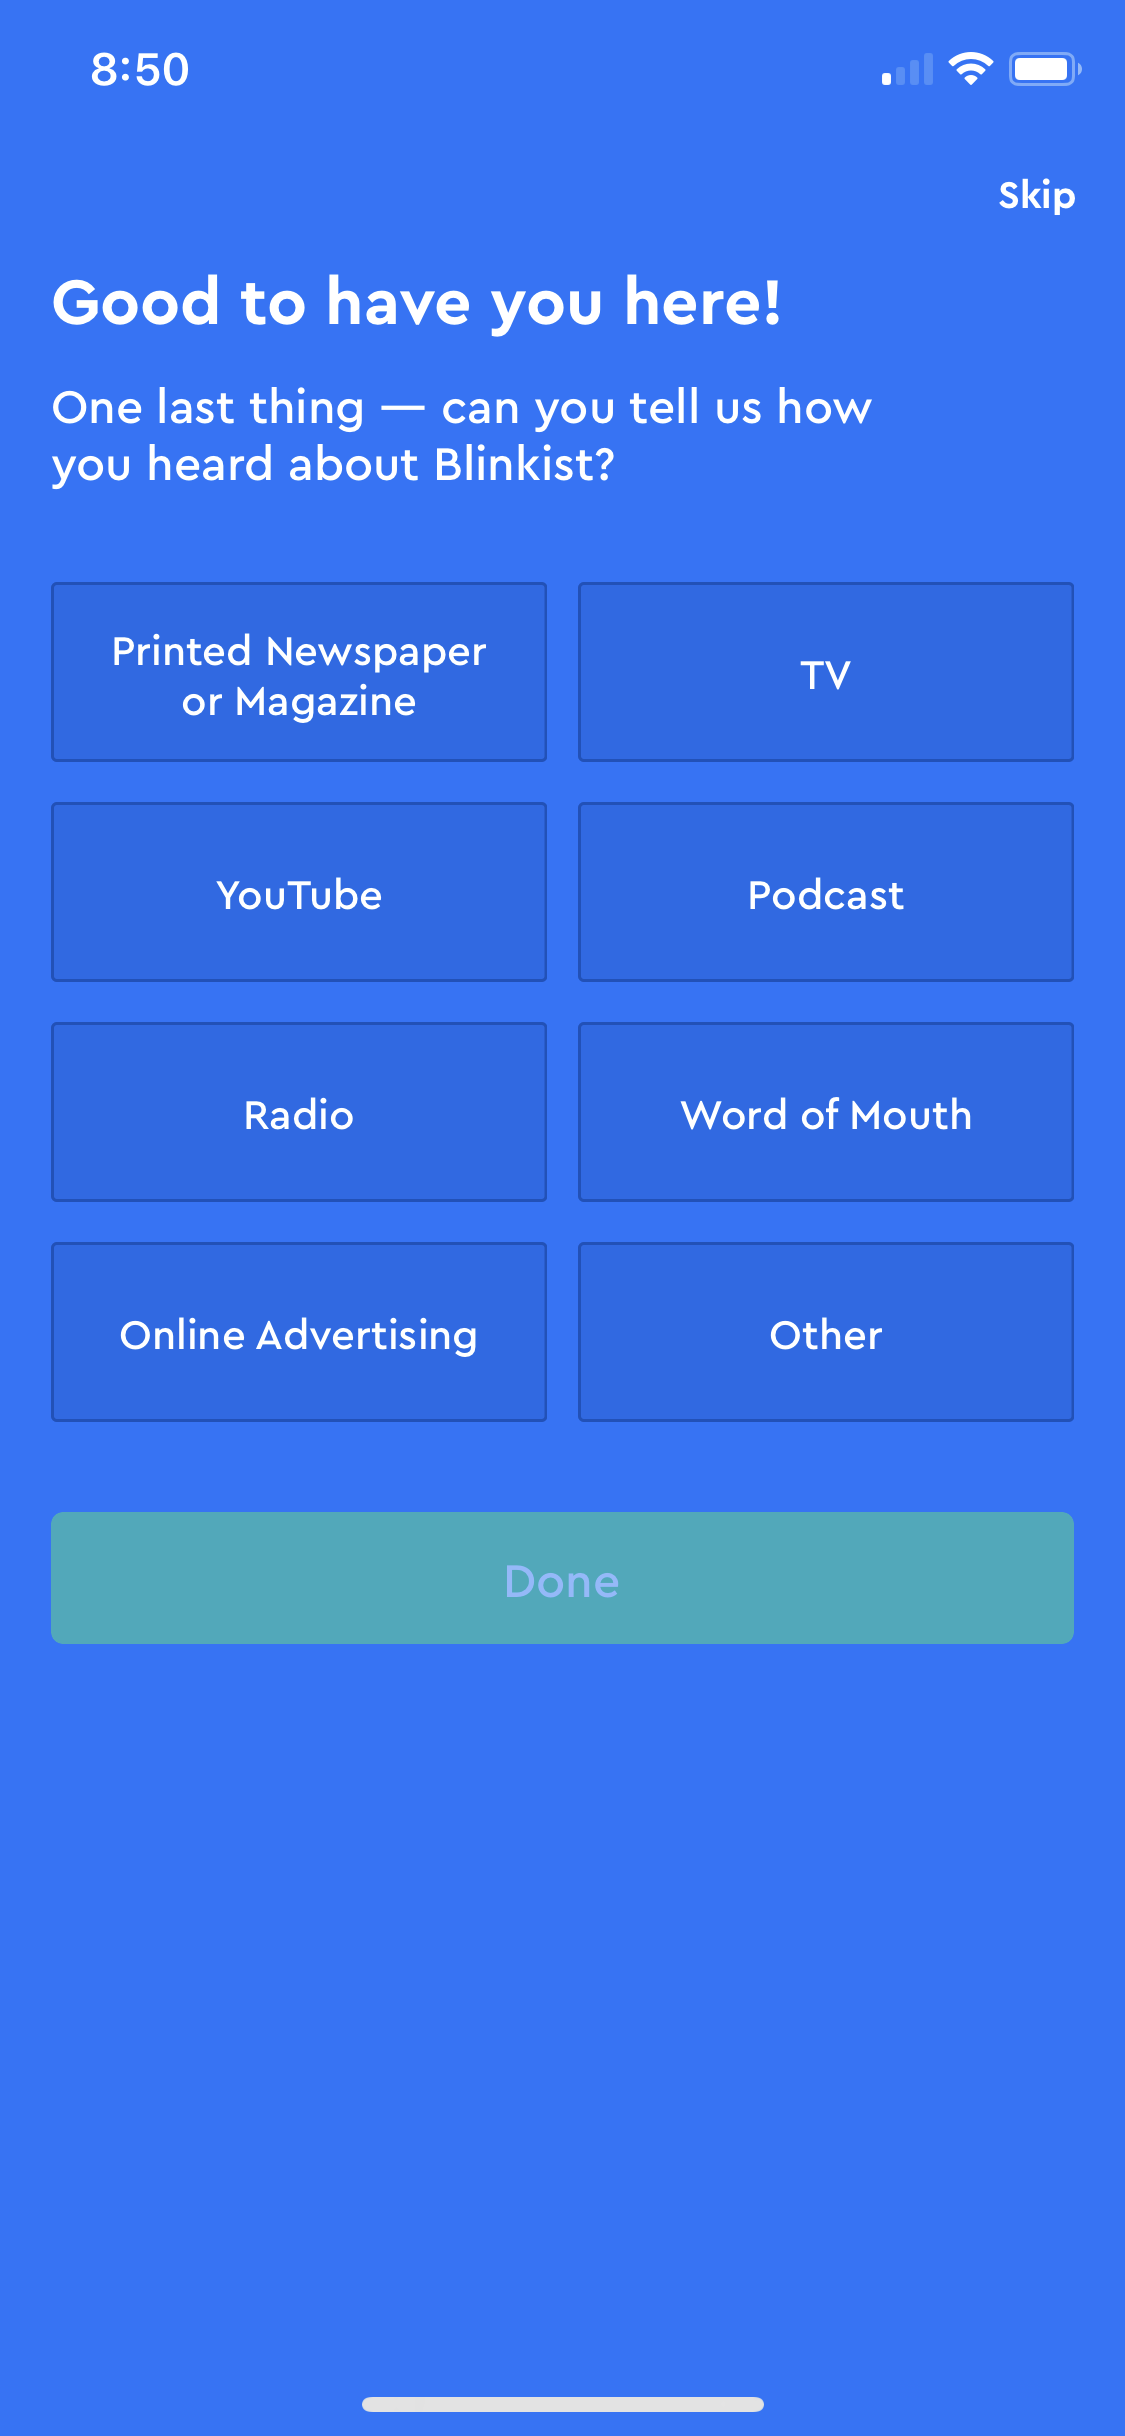 8:50
Skip
Good to have you here!
One last thing — can you tell us how
you heard about Blinkist?
Printed Newspaper
or Magazine
TV
YouTube
Podcast
Radio
Word of Mouth
Online Advertising
Other
Done